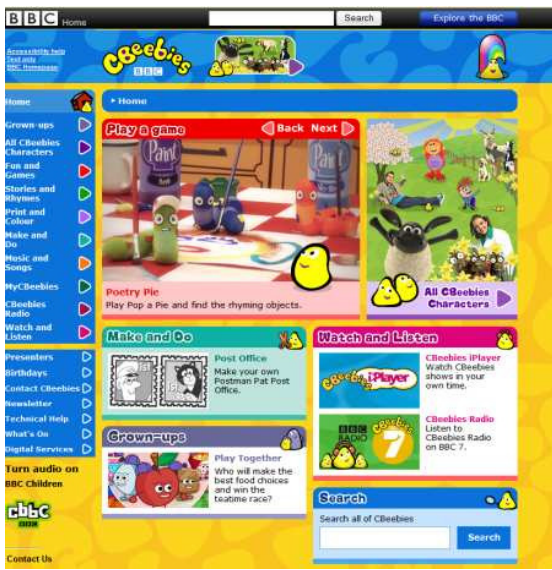 BBC Home
Search
Explore the BBC
Accessibility help
Text only
BBC Homepage
CBeebies
BBC
Home
Home
Grown-ups
All CBeebies
Characters
Fun and
Games
Stories and
Rhymes
Print and
Colour
Make and
Do
Music and
Songs
MyCBeebies
CBeebies
Radio
Watch and
Listen
Presenters
Birthdays
Contact CBeebies
Newsletter
Technical Help
What's On
Digital Services
Turn audio on
BBC Children
cbbc
Contact Us
Play a game
Back Next
Paint
Paint
Poetry Pie
Play Pop a Pie and find the rhyming objects.
All CBeebies
Characters
Make and Do
1st
Post Office
Make your own
Postman Pat Post
Office.
Grown-ups
Play Together
Who will make the
best food choices
and win the
teatime race?
Watch and Listen
CBeebies iPlayer
CBeebies iPlayer
Watch CBeebies
shows in your
own time.
BBC
RADIO
CBeebies
7
CBeebies Radio
Listen to
CBeebies Radio
on BBC 7.
Search
Search all of CBeebies
Search